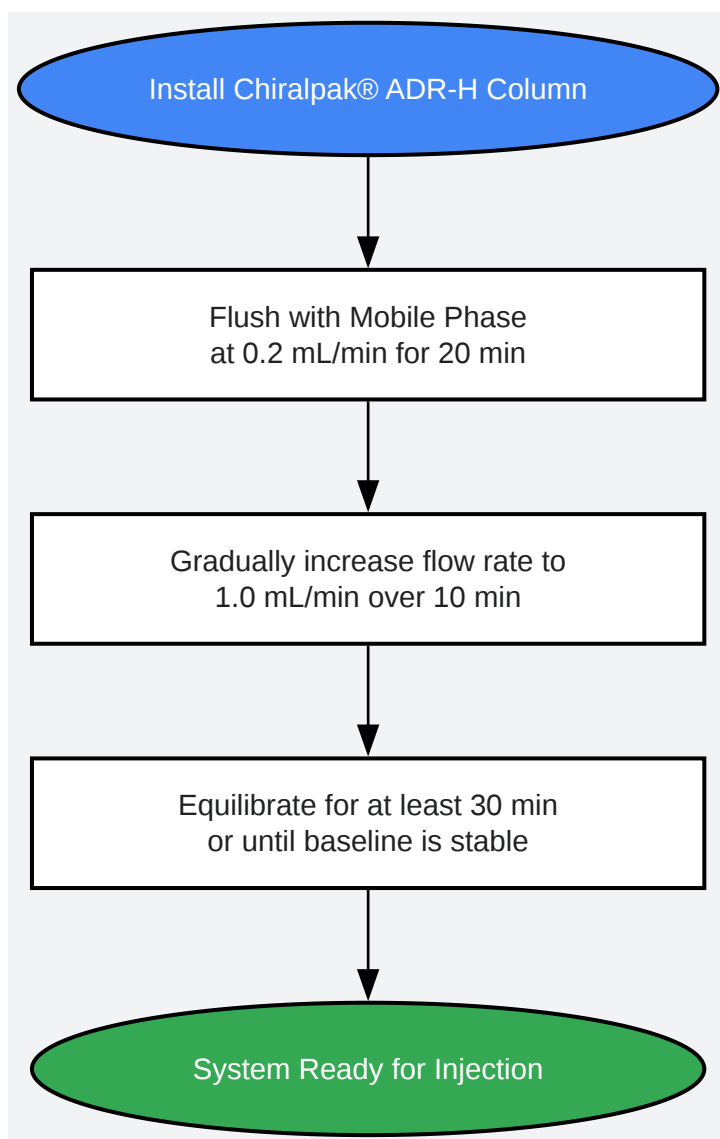 Install Chiralpak® ADR-H Column
Flush with Mobile Phase
at 0.2 mL/min for 20 min
Gradually increase flow rate to
1.0 mL/min over 10 min
Equilibrate for at least 30 min
or until baseline is stable
System Ready for Injection